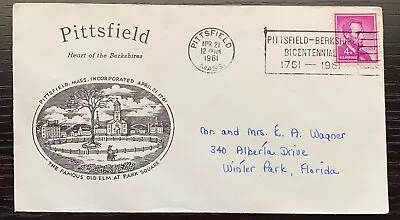 Pittsfield
Heart of the Berkshires
PITTSFIELD, MASS. INCORPORATED APRIL 21, 1761
"THE FAMOUS OLD ELM AT PARK SQUARE"
PITTSFIELD
APR 21
12
1961
MASS.
PITTSFIELD-BERKSHIRE
BICENTENNIAL
1761 — 1961
4¢
Mr. and Mrs. E. A. Wagner
340 Alberta Drive
Winter Park, Florida